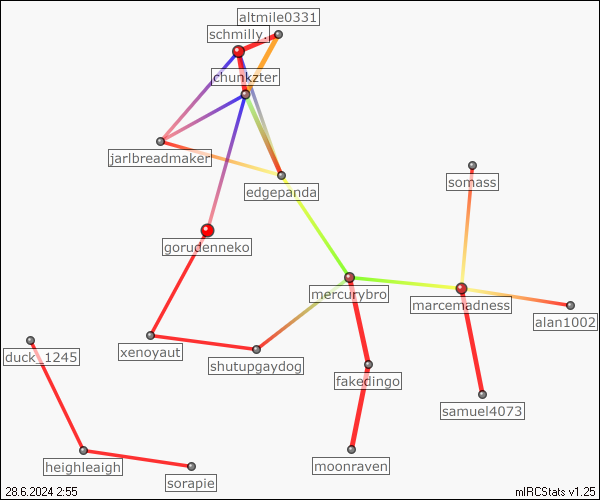 altmile0331
schmilly.
chunkzter
jarlbreadmaker
somass
edgepanda
gorudenneko
mercurybro
marcemadness
alan1002
xenoyaut
duck_1245
shutupgaydog
fakedingo
samuel4073
heighleaigh
moonraven
sorapie
28.6.2024 2:55
mIRCStats v1.25